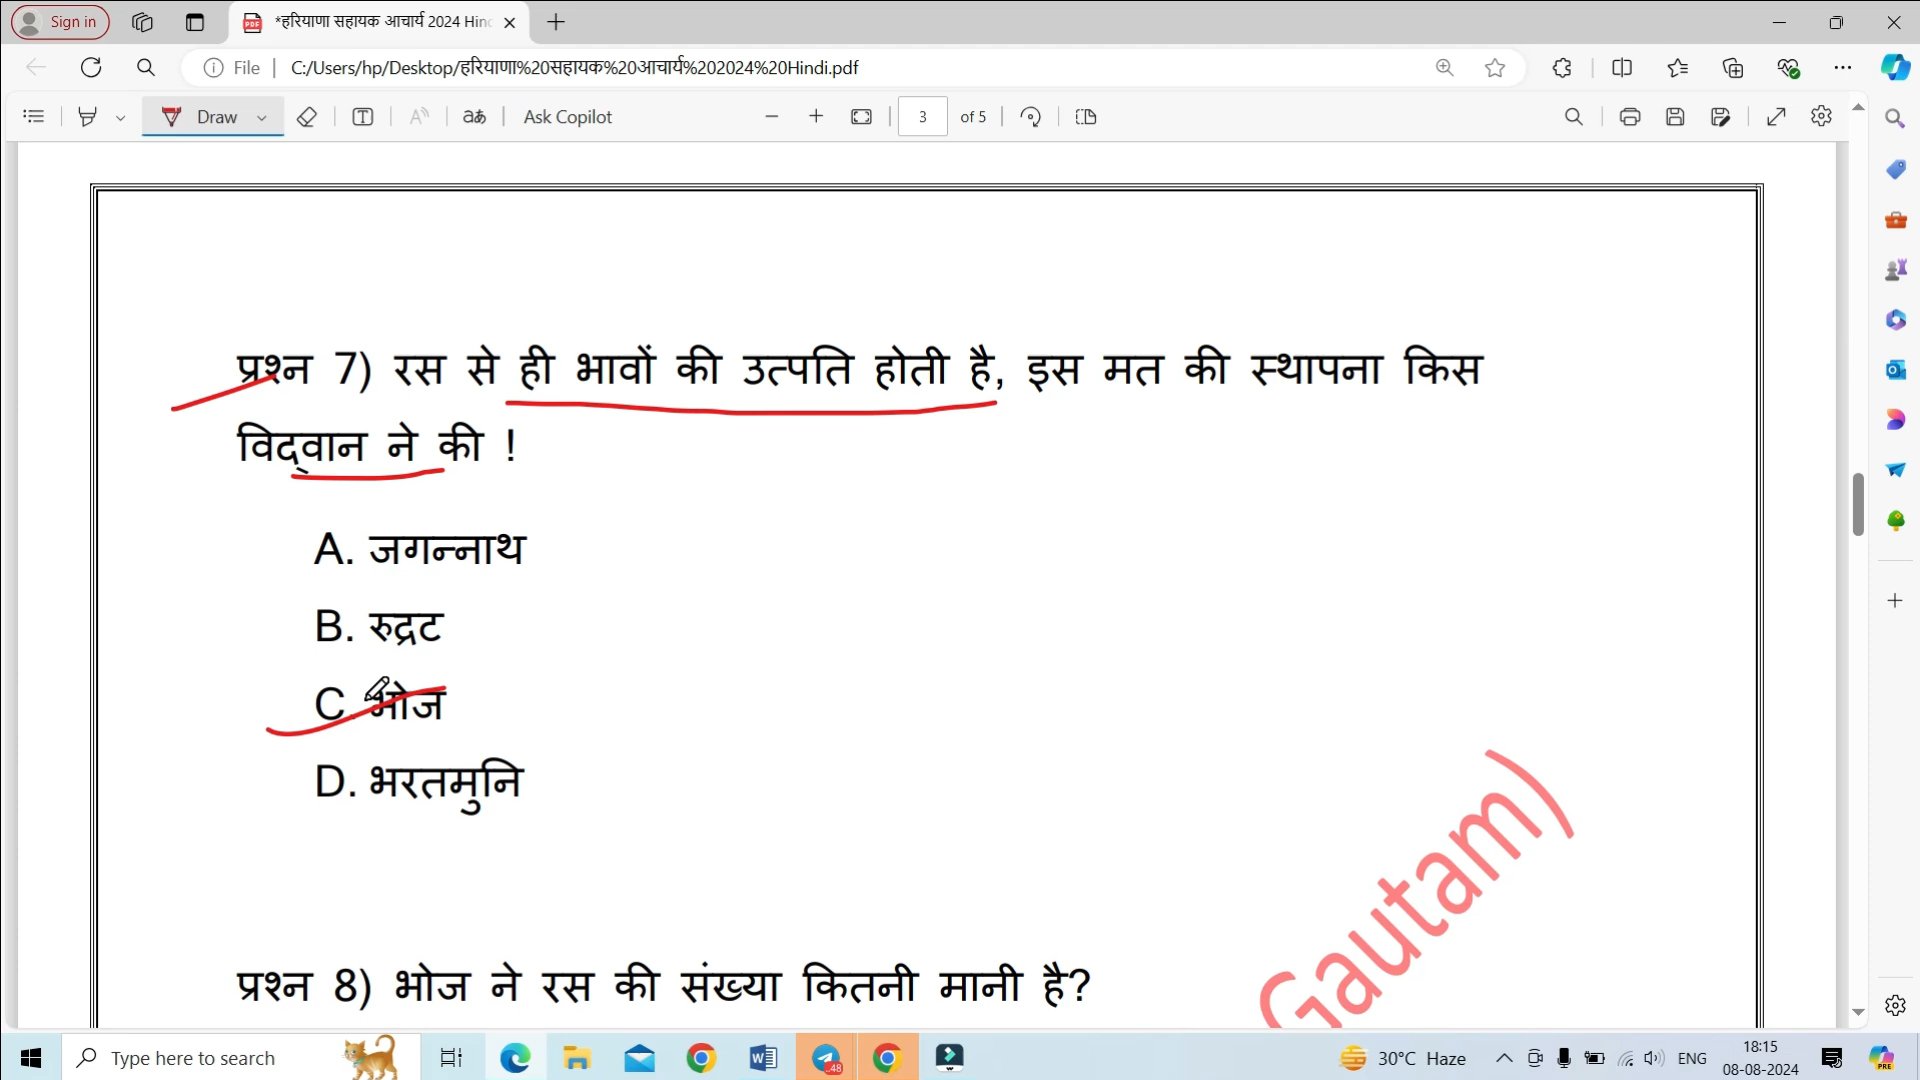 Sign in
*हरियाणा सहायक आचार्य 2024 Hin
File
C:/Users/hp/Desktop/हरियाणा%20सहायक%20आचार्य%202024%20Hindi.pdf
Draw
Ask Copilot
3 of 5
प्रश्न 7) रस से ही भावों की उत्पति होती है, इस मत की स्थापना किस
विद्वान ने की !
A. जगन्नाथ
B. रुद्रट
C. भोज
D. भरतमुनि
Gautam)
प्रश्न 8) भोज ने रस की संख्या कितनी मानी है?
Type here to search
48
30°C Haze
ENG
18:15
08-08-2024
PRE